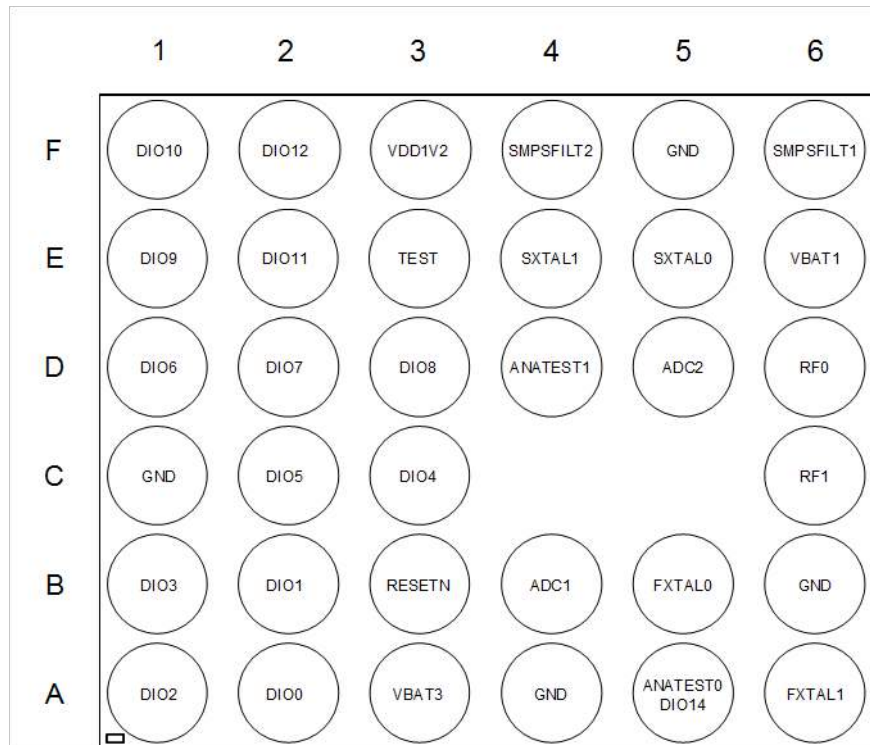 1 2 3 4 5 6
F DIO10 DIO12 VDD1V2 SMPSFILT2 GND SMPSFILT1
E DIO9 DIO11 TEST SXTAL1 SXTAL0 VBAT1
D DIO6 DIO7 DIO8 ANATEST1 ADC2 RF0
C GND DIO5 DIO4 RF1
B DIO3 DIO1 RESETN ADC1 FXTAL0 GND
A DIO2 DIO0 VBAT3 GND ANATEST0 FXTAL1
DIO14